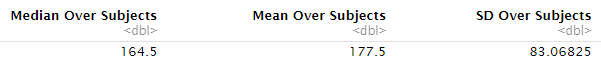 Median Over Subjects Mean Over Subjects SD Over Subjects
<dbl> <dbl> <dbl>
164.5 177.5 83.06825